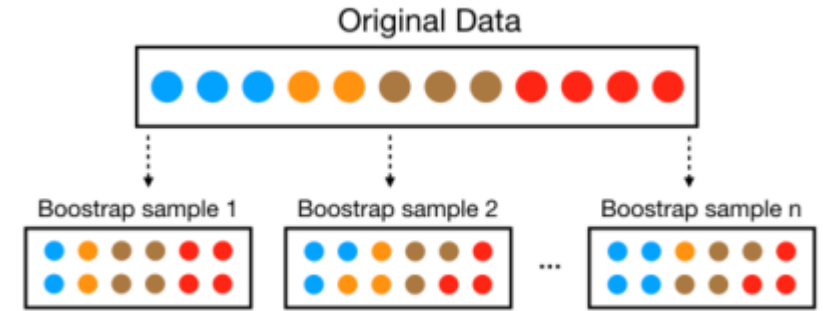 Original Data
Boostrap sample 1
Boostrap sample 2
Boostrap sample n
...